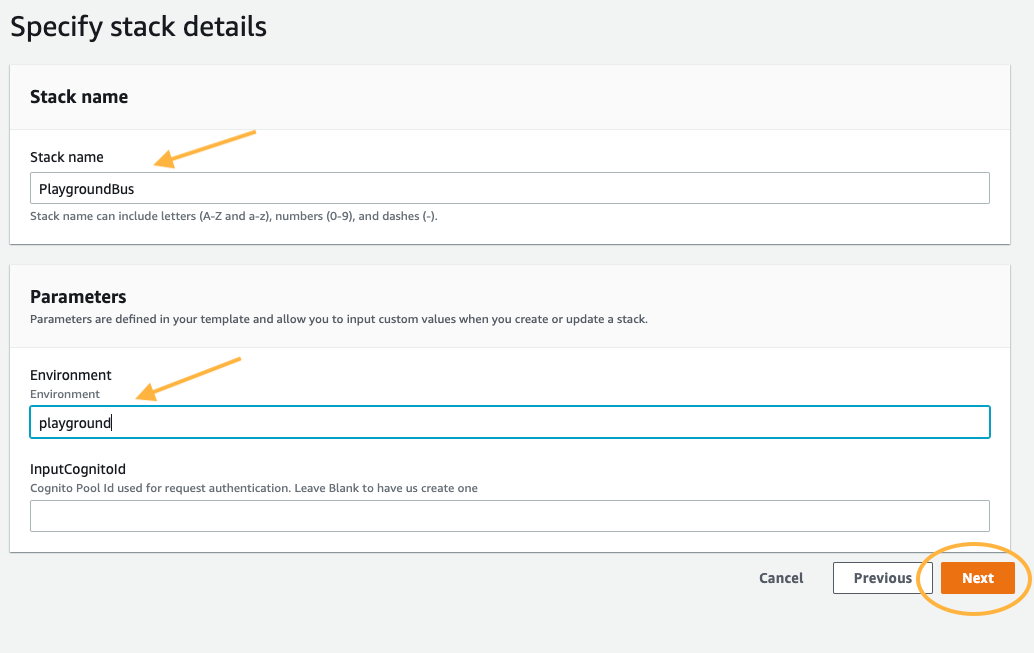 Specify stack details
Stack name
Stack name
PlaygroundBus
Stack name can include letters (A-Z and a-z), numbers (0-9), and dashes (-).
Parameters
Parameters are defined in your template and allow you to input custom values when you create or update a stack.
Environment
Environment
playground
InputCognitoId
Cognito Pool Id used for request authentication. Leave Blank to have us create one
Cancel Previous Next